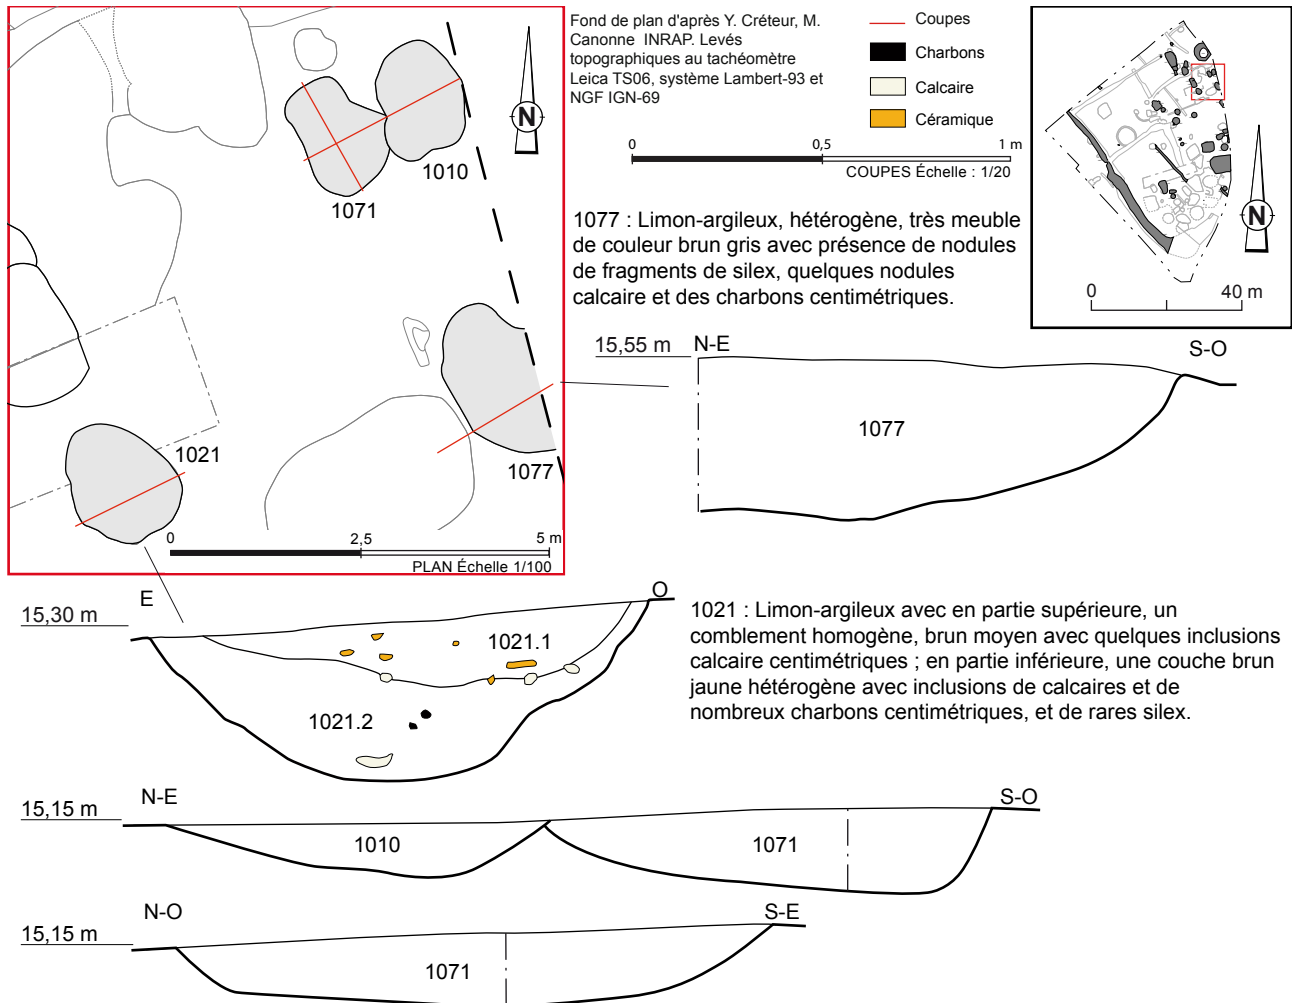 N
1010
1071
1077
1021
0 2,5 5 m
PLAN Échelle 1/100
Fond de plan d'après Y. Créteur, M.
Canonne INRAP. Levés
topographiques au tachéomètre
Leica TS06, système Lambert-93 et
NGF IGN-69
Coupes
Charbons
Calcaire
Céramique
0 0,5 1 m
COUPES Échelle : 1/20
N
0 40 m
1077 : Limon-argileux, hétérogène, très meuble
de couleur brun gris avec présence de nodules
de fragments de silex, quelques nodules
calcaire et des charbons centimétriques.
15,55 m N-E S-O
1077
15,30 m E O
1021.1
1021.2
1021 : Limon-argileux avec en partie supérieure, un
comblement homogène, brun moyen avec quelques inclusions
calcaire centimétriques ; en partie inférieure, une couche brun
jaune hétérogène avec inclusions de calcaires et de
nombreux charbons centimétriques, et de rares silex.
15,15 m N-E S-O
1010 1071
15,15 m N-O S-E
1071